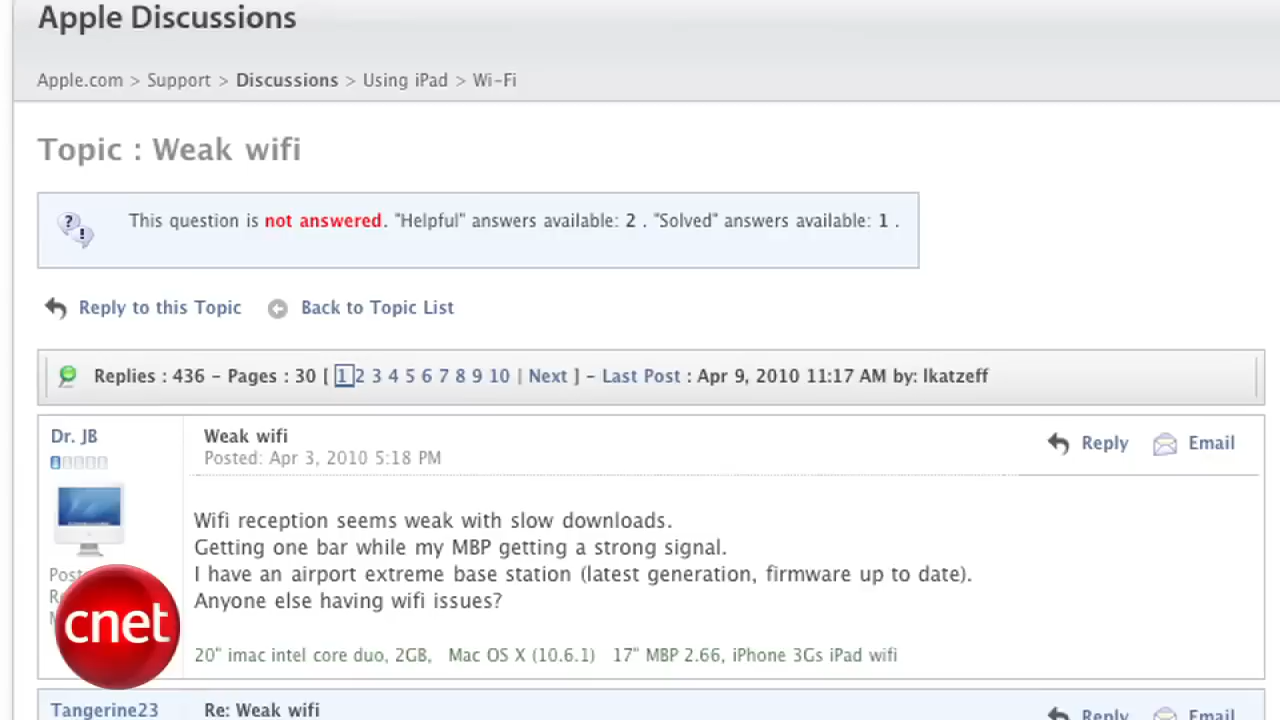 Apple Discussions
Apple.com > Support > Discussions > Using iPad > Wi-Fi
Topic : Weak wifi
This question is not answered. "Helpful" answers available: 2 . "Solved" answers available: 1 .
Reply to this Topic Back to Topic List
Replies : 436 - Pages : 30 [ 1 2 3 4 5 6 7 8 9 10 | Next ] - Last Post : Apr 9, 2010 11:17 AM by: lkatzeff
Dr. JB
Weak wifi
Posted: Apr 3, 2010 5:18 PM
Reply Email
Wifi reception seems weak with slow downloads.
Getting one bar while my MBP getting a strong signal.
I have an airport extreme base station (latest generation, firmware up to date).
Anyone else having wifi issues?
20" imac intel core duo, 2GB, Mac OS X (10.6.1) 17" MBP 2.66, iPhone 3Gs iPad wifi
cnet
Tangerine23 Re: Weak wifi Reply Email